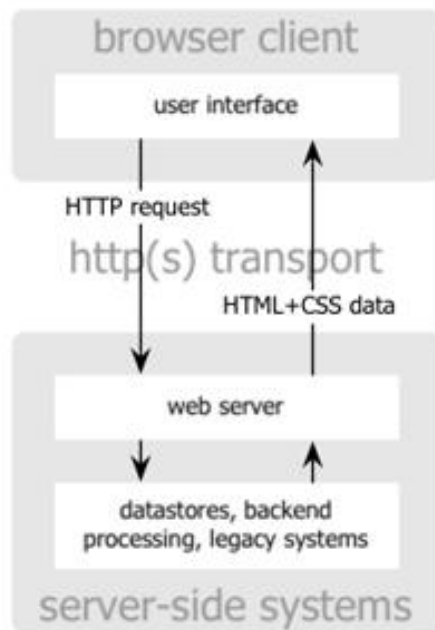 browser client
user interface
HTTP request
http(s) transport
HTML+CSS data
web server
datastores, backend
processing, legacy systems
server-side systems